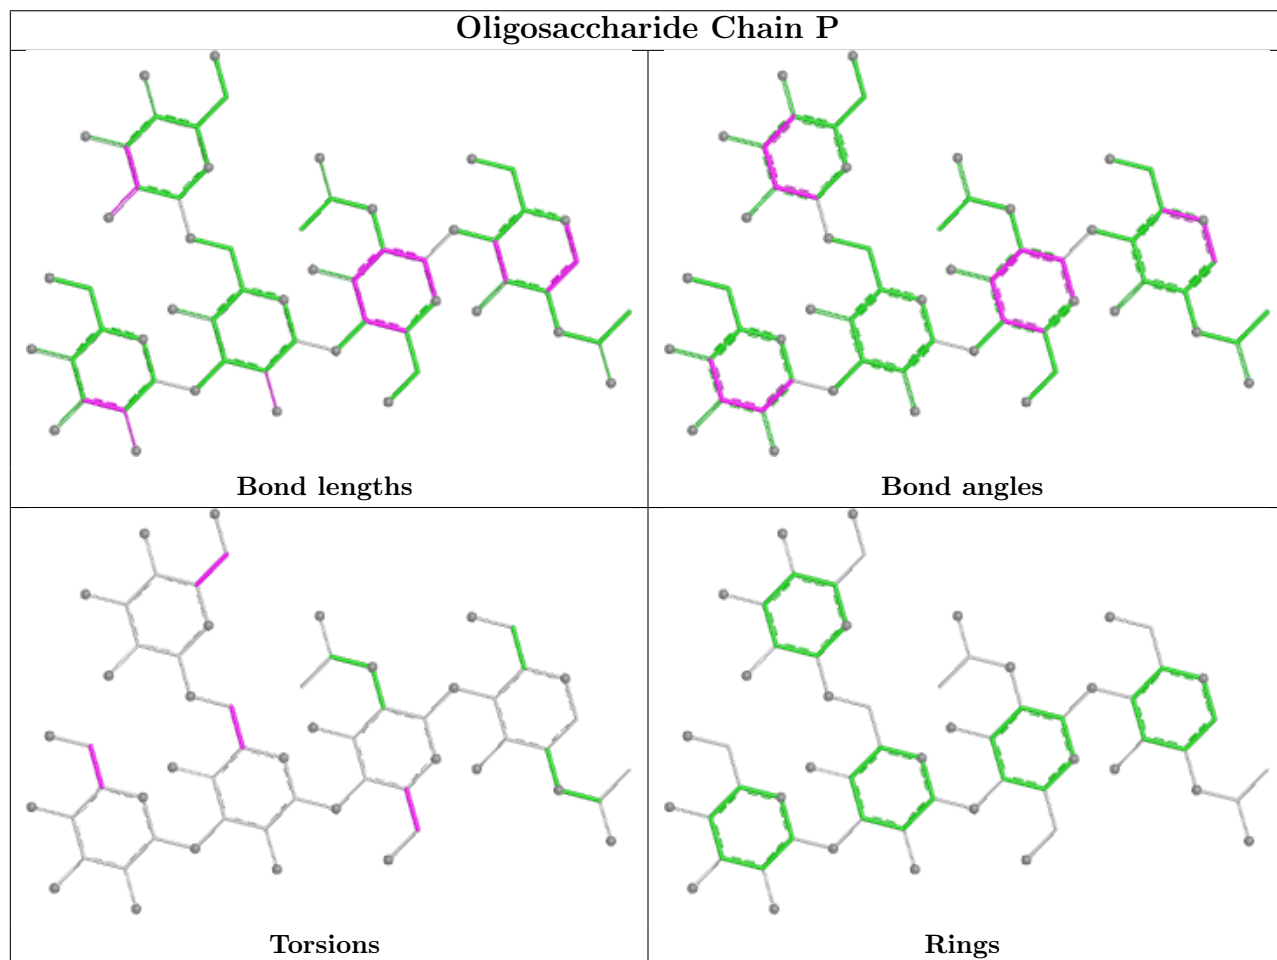 Oligosaccharide Chain P
Bond lengths
Bond angles
Torsions
Rings